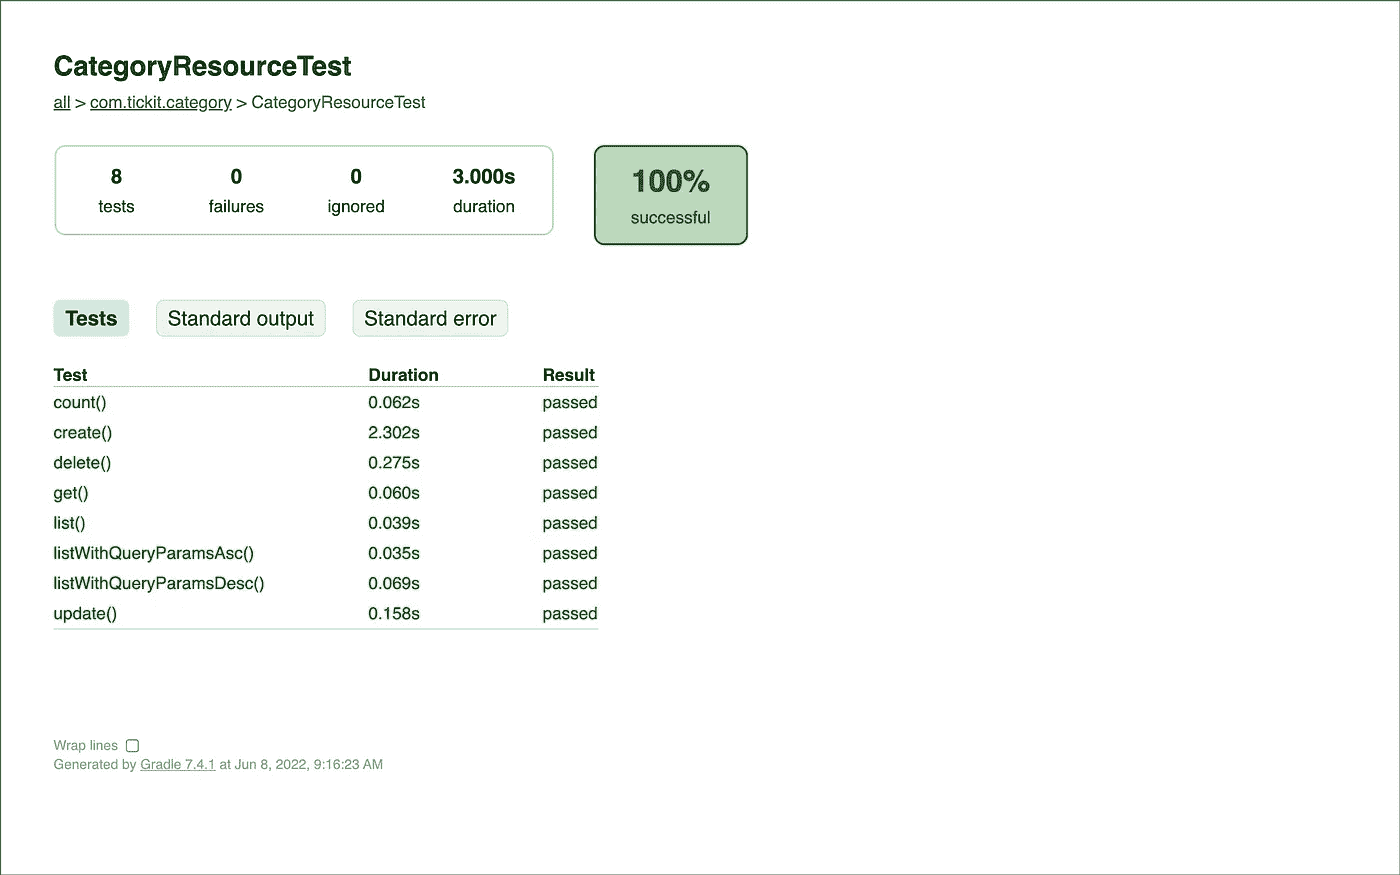 CategoryResourceTest
all > com.tickit.category > CategoryResourceTest
8 0 0 3.000s
tests failures ignored duration
100%
successful
Tests Standard output Standard error
Test Duration Result
count() 0.062s passed
create() 2.302s passed
delete() 0.275s passed
get() 0.060s passed
list() 0.039s passed
listWithQueryParamsAsc() 0.035s passed
listWithQueryParamsDesc() 0.069s passed
update() 0.158s passed
Wrap lines
Generated by Gradle 7.4.1 at Jun 8, 2022, 9:16:23 AM